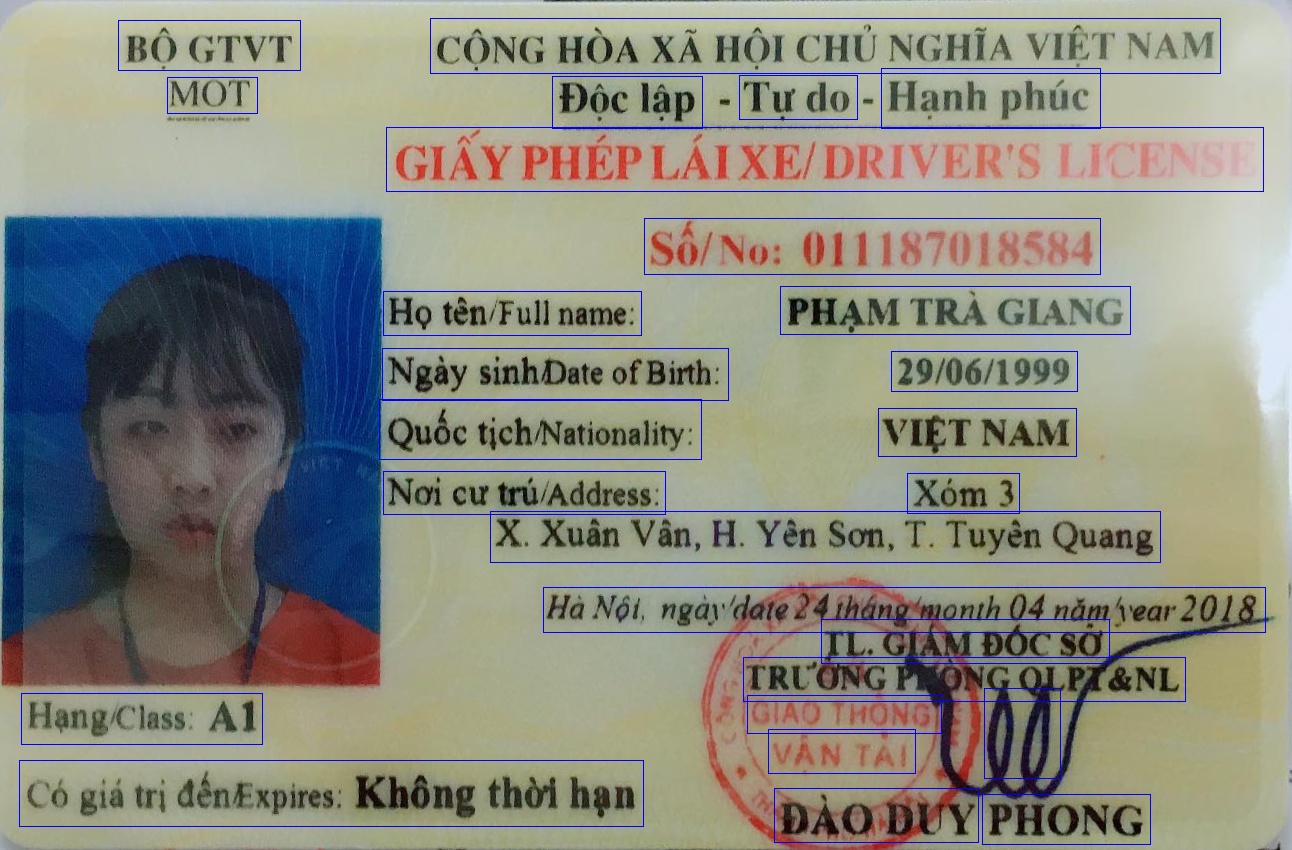 BỘ GTVT
MOT
CỘNG HÒA XÃ HỘI CHỦ NGHĨA VIỆT NAM
Độc lập - Tự do - Hạnh phúc
GIẤY PHÉP LÁI XE/ DRIVER'S LICENSE
Số/ No: 011187018584
Họ tên/Full name: PHẠM TRÀ GIANG
Ngày sinh/Date of Birth: 29/06/1999
Quốc tịch/Nationality: VIỆT NAM
Nơi cư trú/Address: Xóm 3
X. Xuân Vân, H. Yên Sơn, T. Tuyên Quang
Hà Nội, ngày/date 24 tháng/month 04 năm/year 2018
TL. GIÁM ĐỐC SỞ
TRƯỞNG PHÒNG QLPT&NL
GIAO THÔNG
VẬN TẢI
ĐÀO DUY PHONG
Hạng/Class: A1
Có giá trị đến/Expires: Không thời hạn